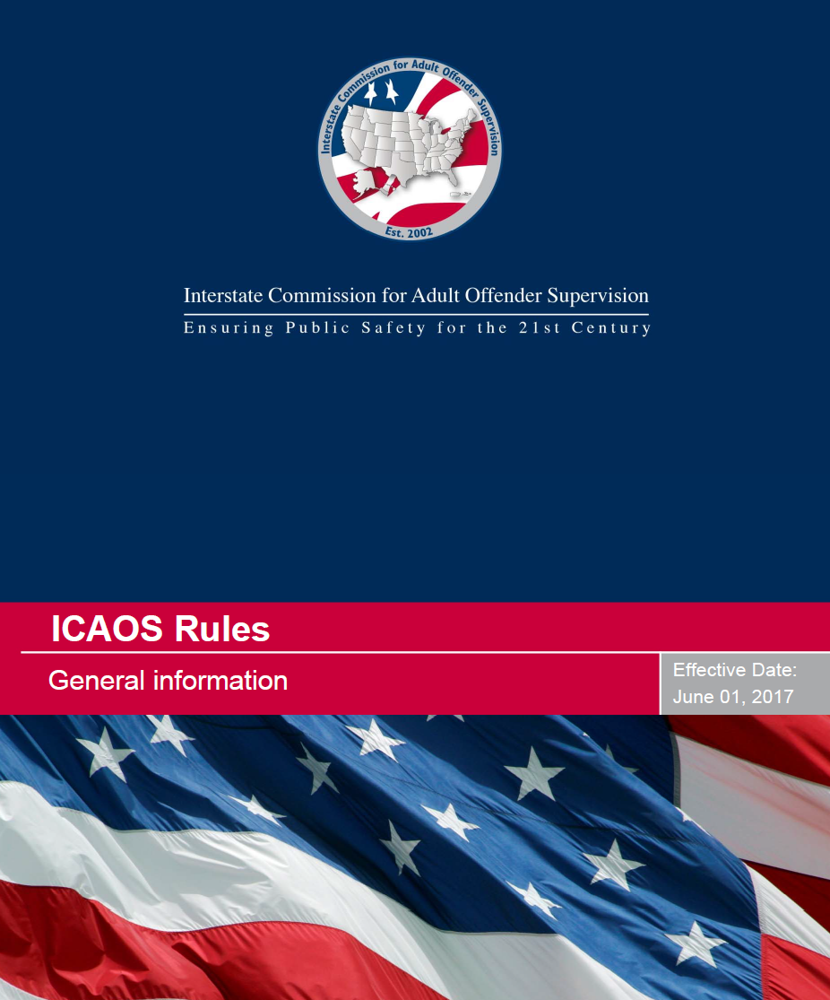 Interstate Commission for Adult Offender Supervision
Est. 2002
Interstate Commission for Adult Offender Supervision
Ensuring Public Safety for the 21st Century
ICAOS Rules
General information
Effective Date:
June 01, 2017